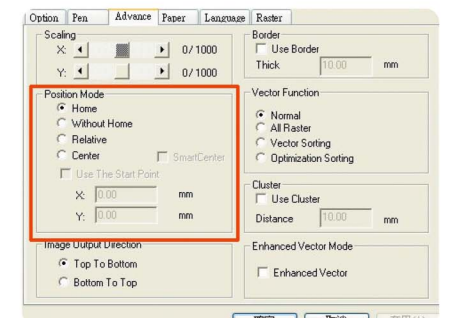 Option Pen Advance Paper Language Raster
Scaling
X: 0/1000
Y: 0/1000
Position Mode
Home
Without Home
Relative
Center SmartCenter
Use The Start Point
X: 0.00 mm
Y: 0.00 mm
Image Output Direction
Top To Bottom
Bottom To Top
Border
Use Border
Thick 10.00 mm
Vector Function
Normal
All Raster
Vector Sorting
Optimization Sorting
Cluster
Use Cluster
Distance 10.00 mm
Enhanced Vector Mode
Enhanced Vector